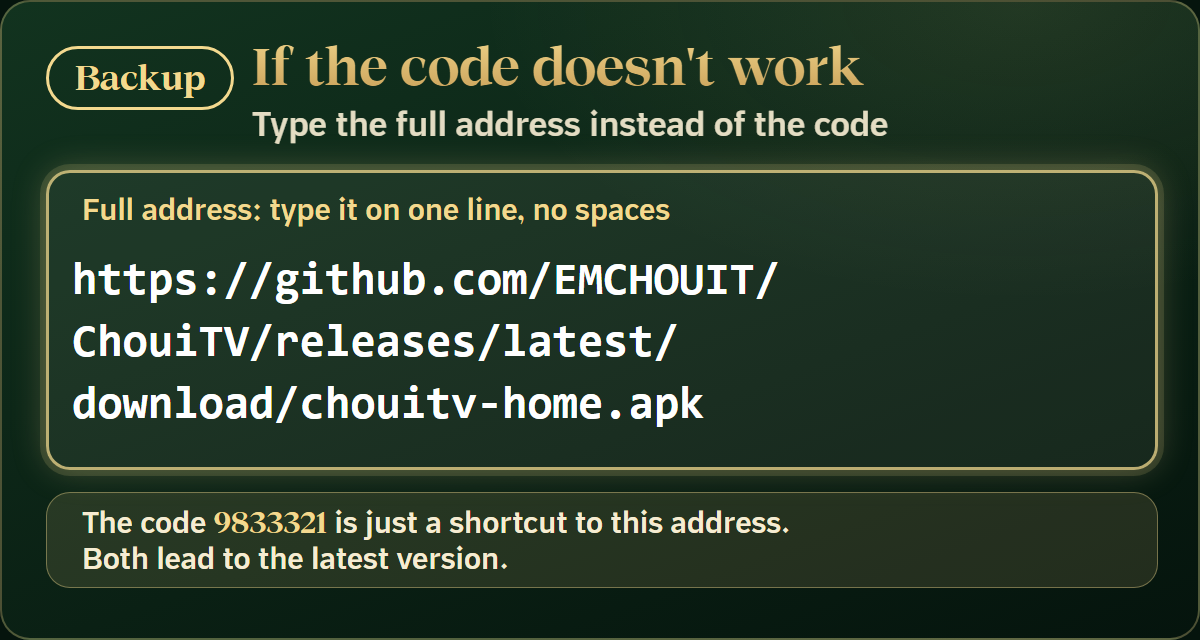 Backup
If the code doesn't work
Type the full address instead of the code
Full address: type it on one line, no spaces
https://github.com/EMCHOUIT/
ChouiTV/releases/latest/
download/chouitv-home.apk
The code 9833321 is just a shortcut to this address.
Both lead to the latest version.